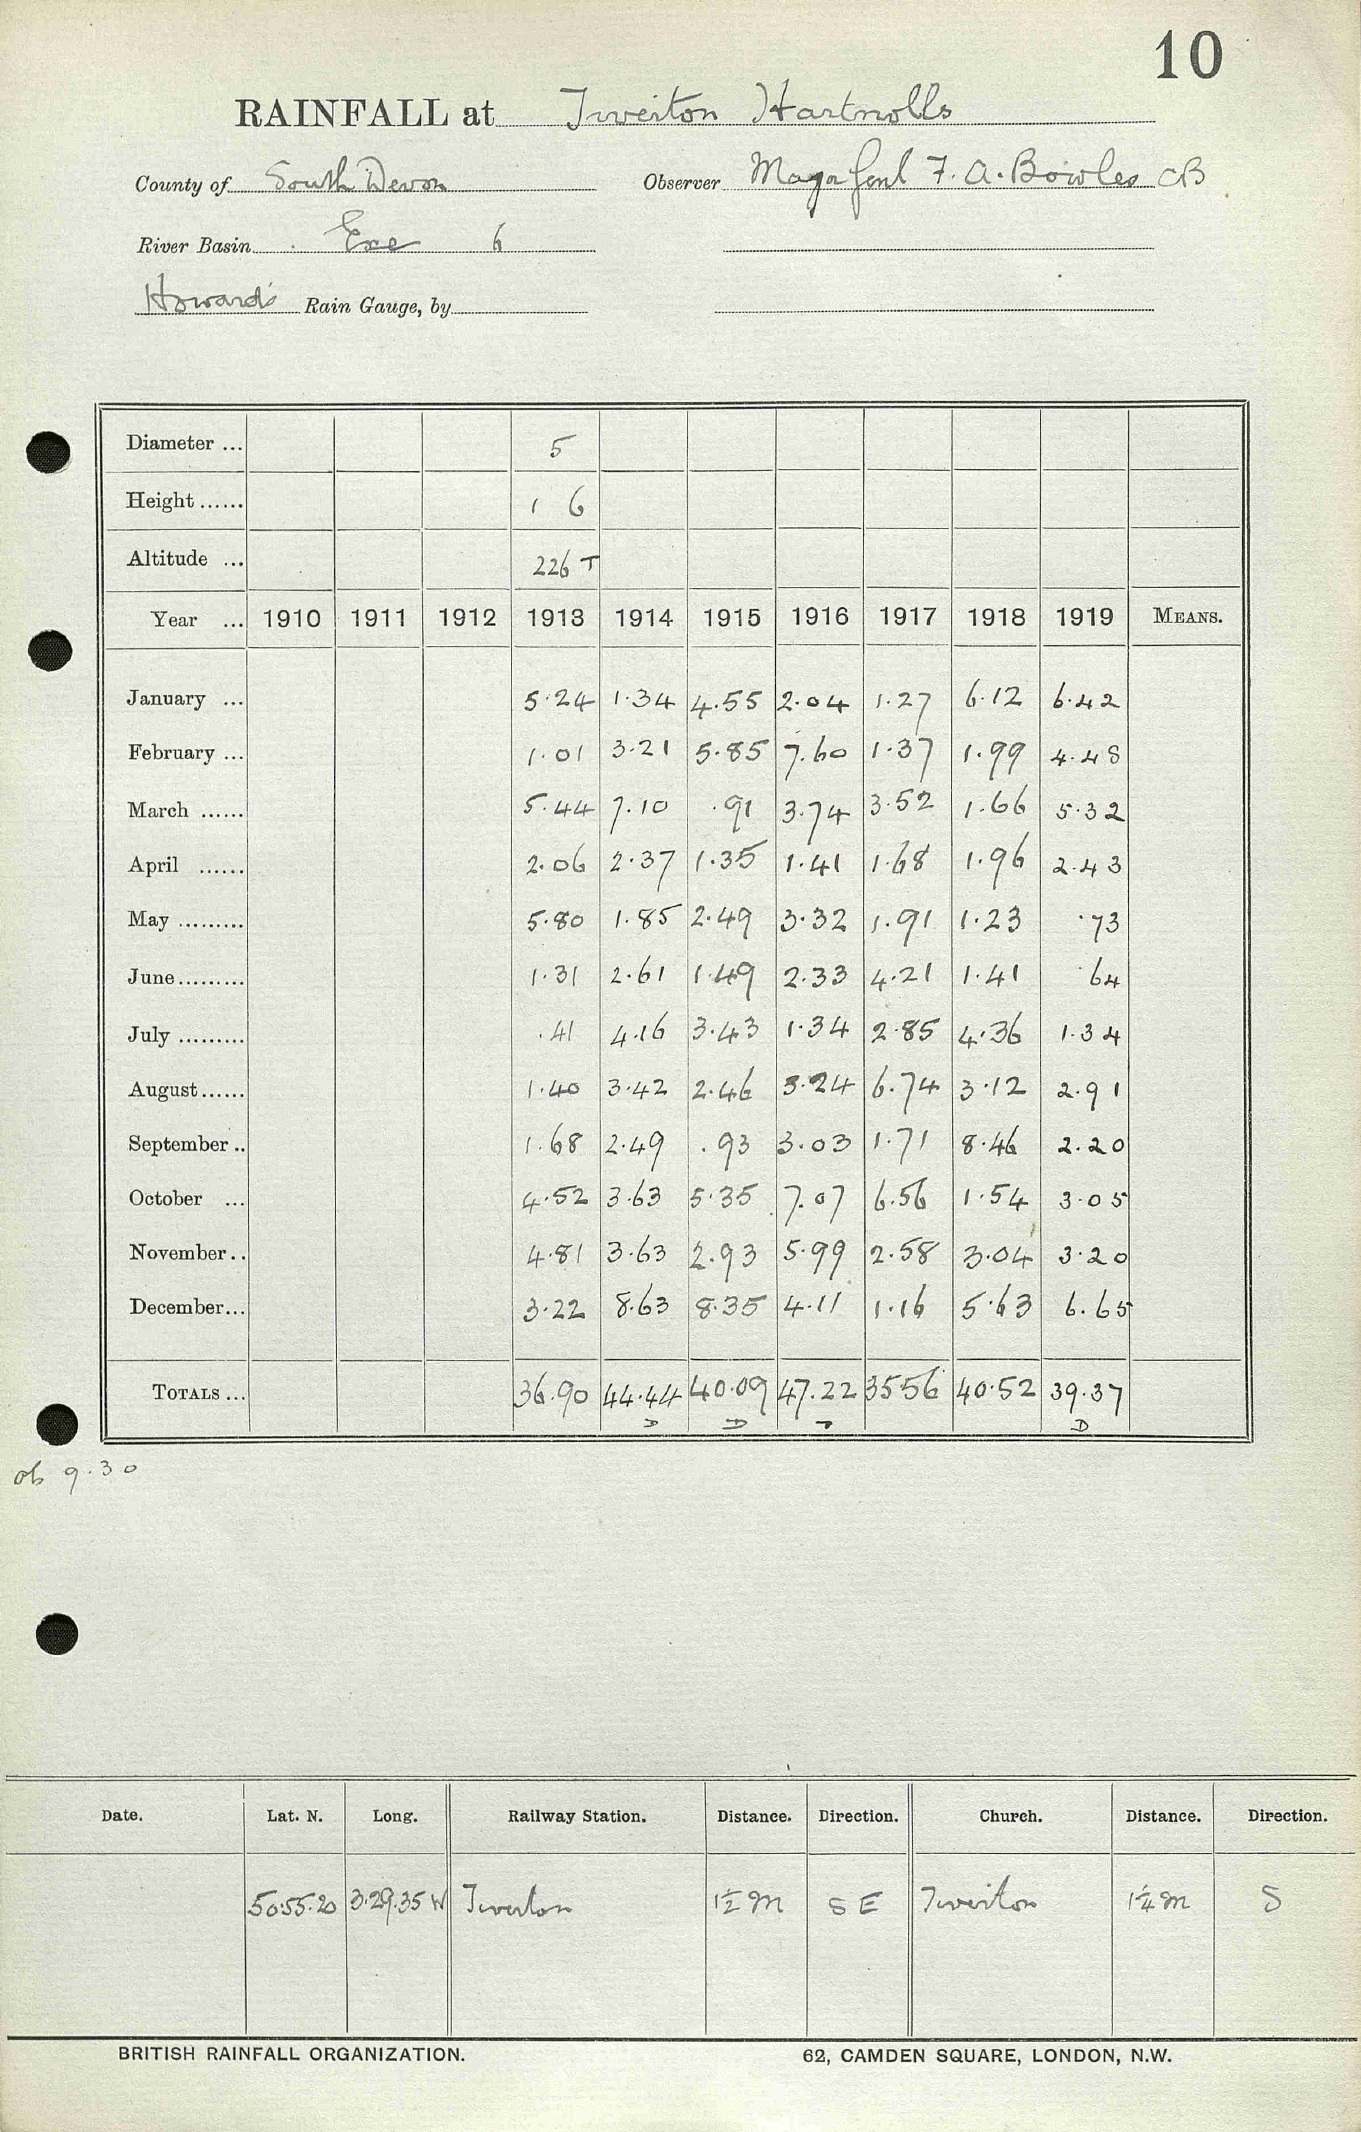 10
RAINFALL at Tiverton Hartnolls
County of South Devon Observer Major Genl F. A. Bowles CB
River Basin Exe 6
Howard's Rain Gauge, by
Diameter ... 5
Height ...... 1 6
Altitude ... 226 T
Year ... 1910 1911 1912 1913 1914 1915 1916 1917 1918 1919 MEANS.
January ... 5.24 1.34 4.55 2.04 1.27 6.12 6.42
February ... 1.01 3.21 5.85 7.60 1.37 1.99 4.48
March ...... 5.44 7.10 .91 3.74 3.52 1.66 5.32
April ...... 2.06 2.37 1.35 1.41 1.68 1.96 2.43
May ......... 5.80 1.85 2.49 3.32 1.91 1.23 .73
June......... 1.31 2.61 1.49 2.33 4.21 1.41 .64
July ......... .41 4.16 3.43 1.34 2.85 4.36 1.34
August...... 1.40 3.42 2.46 3.24 6.74 3.12 2.91
September.. 1.68 2.49 .93 3.03 1.71 8.46 2.20
October ... 4.52 3.63 5.35 7.07 6.56 1.54 3.05
November.. 4.81 3.63 2.93 5.99 2.58 3.04 3.20
December... 3.22 8.63 8.35 4.11 1.16 5.63 6.65
TOTALS ... 36.90 44.44 40.09 47.22 3556 40.52 39.37
D D D D
ob 9.30
Date. Lat. N. Long. Railway Station. Distance. Direction. Church. Distance. Direction.
50.55.20 3.29.35 W Tiverton 1½ M S E Tiverton 1¼ M S
BRITISH RAINFALL ORGANIZATION. 62, CAMDEN SQUARE, LONDON, N.W.